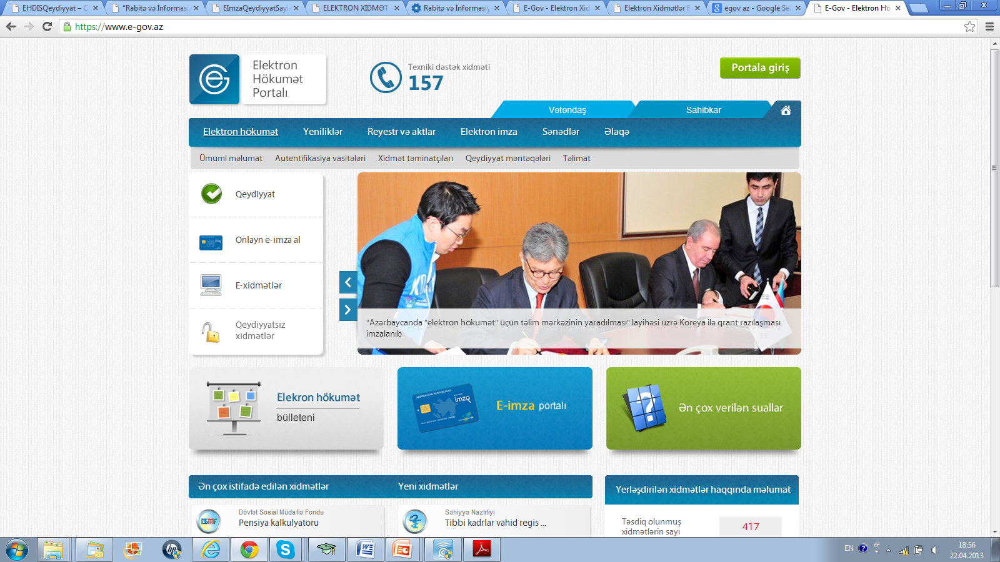 EHDISQeydiyyat – C
"Rabitə və İnformasi
EImzaQeydiyyatSayi
ELEKTRON XİDMƏT
Rabitə və İnformasiy
E-Gov - Elektron Xid
Elektron Xidmətlər R
egov az - Google Sea
E-Gov - Elektron Hö
https://www.e-gov.az
Elektron
Hökumət
Portalı
Texniki dəstək xidməti
157
Portala giriş
Vətəndaş
Sahibkar
Elektron hökumət
Yeniliklər
Reyestr və aktlar
Elektron imza
Sənədlər
Əlaqə
Ümumi məlumat
Autentifikasiya vasitələri
Xidmət təminatçıları
Qeydiyyat məntəqələri
Təlimat
Qeydiyyat
Onlayn e-imza al
E-xidmətlər
Qeydiyyatsız
xidmətlər
"Azərbaycanda "elektron hökumət" üçün təlim mərkəzinin yaradılması" layihəsi üzrə Koreya ilə qrant razılaşması
imzalanıb
Elekron hökumət
bülleteni
AZƏRBAYCAN RESPUBLİKASI
imza
E-imza portalı
Ən çox verilən suallar
Ən çox istifadə edilən xidmətlər
Yeni xidmətlər
Yerləşdirilən xidmətlər haqqında məlumat
Dövlət Sosial Müdafiə Fondu
Pensiya kalkulyatoru
Səhiyyə Nazirliyi
Tibbi kadrlar vahid regis ...
Təsdiq olunmuş
xidmətlərin sayı
417
EN
18:56
22.04.2013